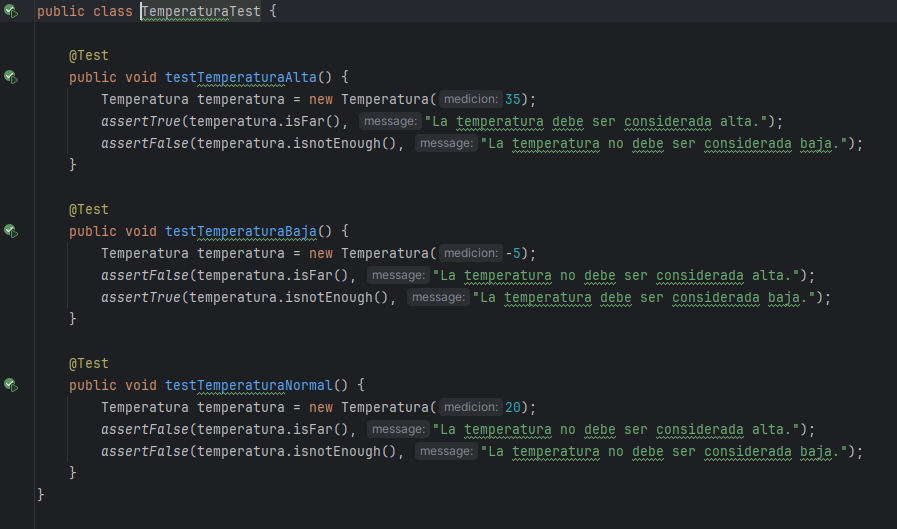 public class TemperaturaTest {
@Test
public void testTemperaturaAlta() {
Temperatura temperatura = new Temperatura( medicion: 35);
assertTrue(temperatura.isFar(), message: "La temperatura debe ser considerada alta.");
assertFalse(temperatura.isnotEnough(), message: "La temperatura no debe ser considerada baja.");
}
@Test
public void testTemperaturaBaja() {
Temperatura temperatura = new Temperatura( medicion: -5);
assertFalse(temperatura.isFar(), message: "La temperatura no debe ser considerada alta.");
assertTrue(temperatura.isnotEnough(), message: "La temperatura debe ser considerada baja.");
}
@Test
public void testTemperaturaNormal() {
Temperatura temperatura = new Temperatura( medicion: 20);
assertFalse(temperatura.isFar(), message: "La temperatura no debe ser considerada alta.");
assertFalse(temperatura.isnotEnough(), message: "La temperatura no debe ser considerada baja.");
}
}